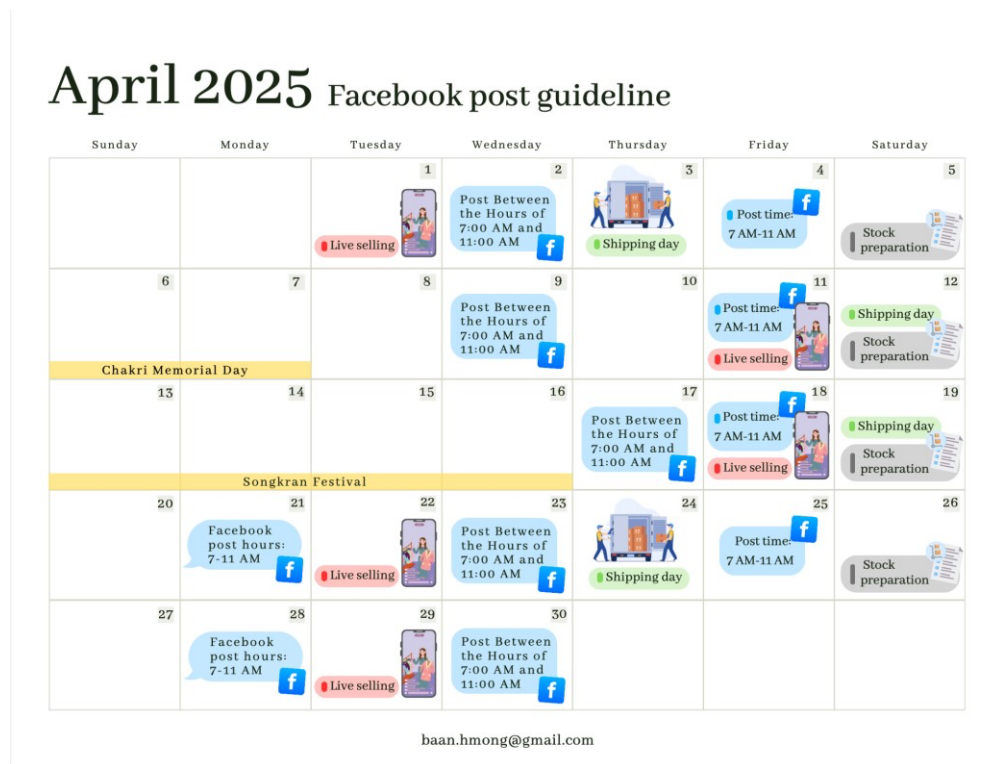 April 2025 Facebook post guideline
Sunday Monday Tuesday Wednesday Thursday Friday Saturday
1
Live selling
2
Post Between
the Hours of
7:00 AM and
11:00 AM
3
Shipping day
4
Post time:
7 AM-11 AM
5
Stock
preparation
6
7
Chakri Memorial Day
8
9
Post Between
the Hours of
7:00 AM and
11:00 AM
10
11
Post time:
7 AM-11 AM
Live selling
12
Shipping day
Stock
preparation
13
14
15
16
Songkran Festival
17
Post Between
the Hours of
7:00 AM and
11:00 AM
18
Post time:
7 AM-11 AM
Live selling
19
Shipping day
Stock
preparation
20
21
Facebook
post hours:
7-11 AM
22
Live selling
23
Post Between
the Hours of
7:00 AM and
11:00 AM
24
Shipping day
25
Post time:
7 AM-11 AM
26
Stock
preparation
27
28
Facebook
post hours:
7-11 AM
29
Live selling
30
Post Between
the Hours of
7:00 AM and
11:00 AM
baan.hmong@gmail.com